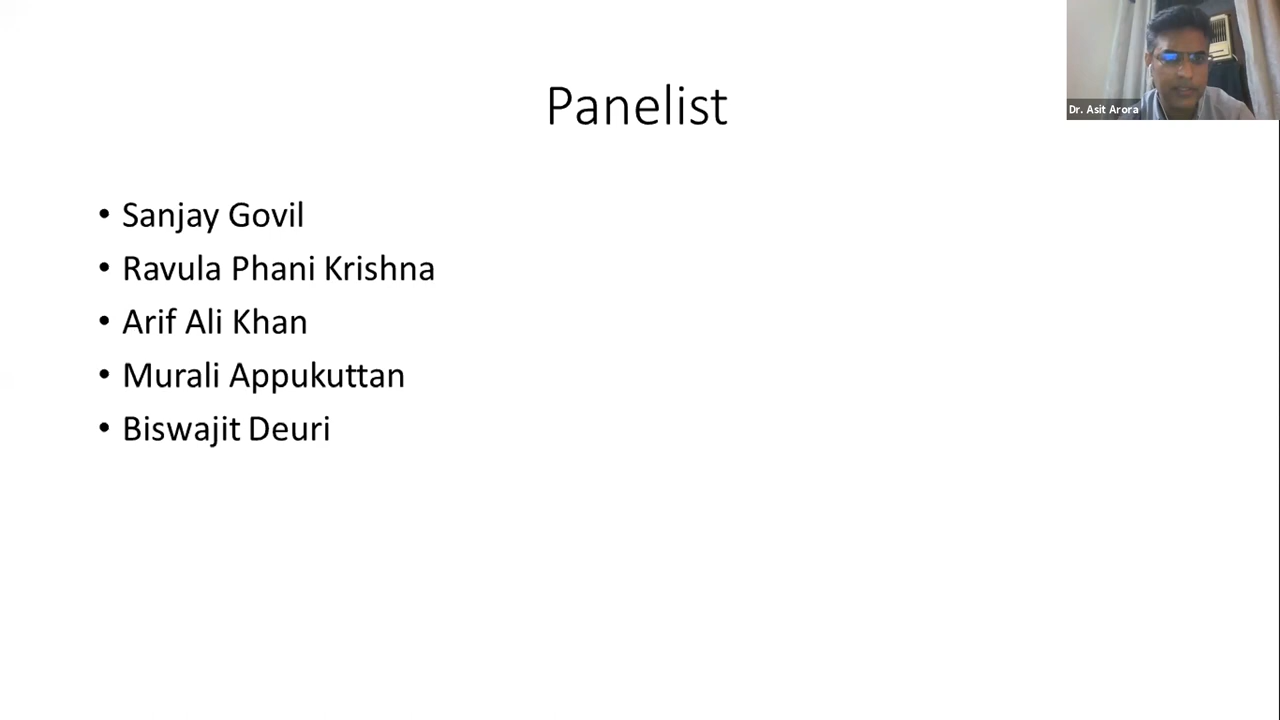 Panelist
Dr. Asit Arora
• Sanjay Govil
• Ravula Phani Krishna
• Arif Ali Khan
• Murali Appukuttan
• Biswajit Deuri